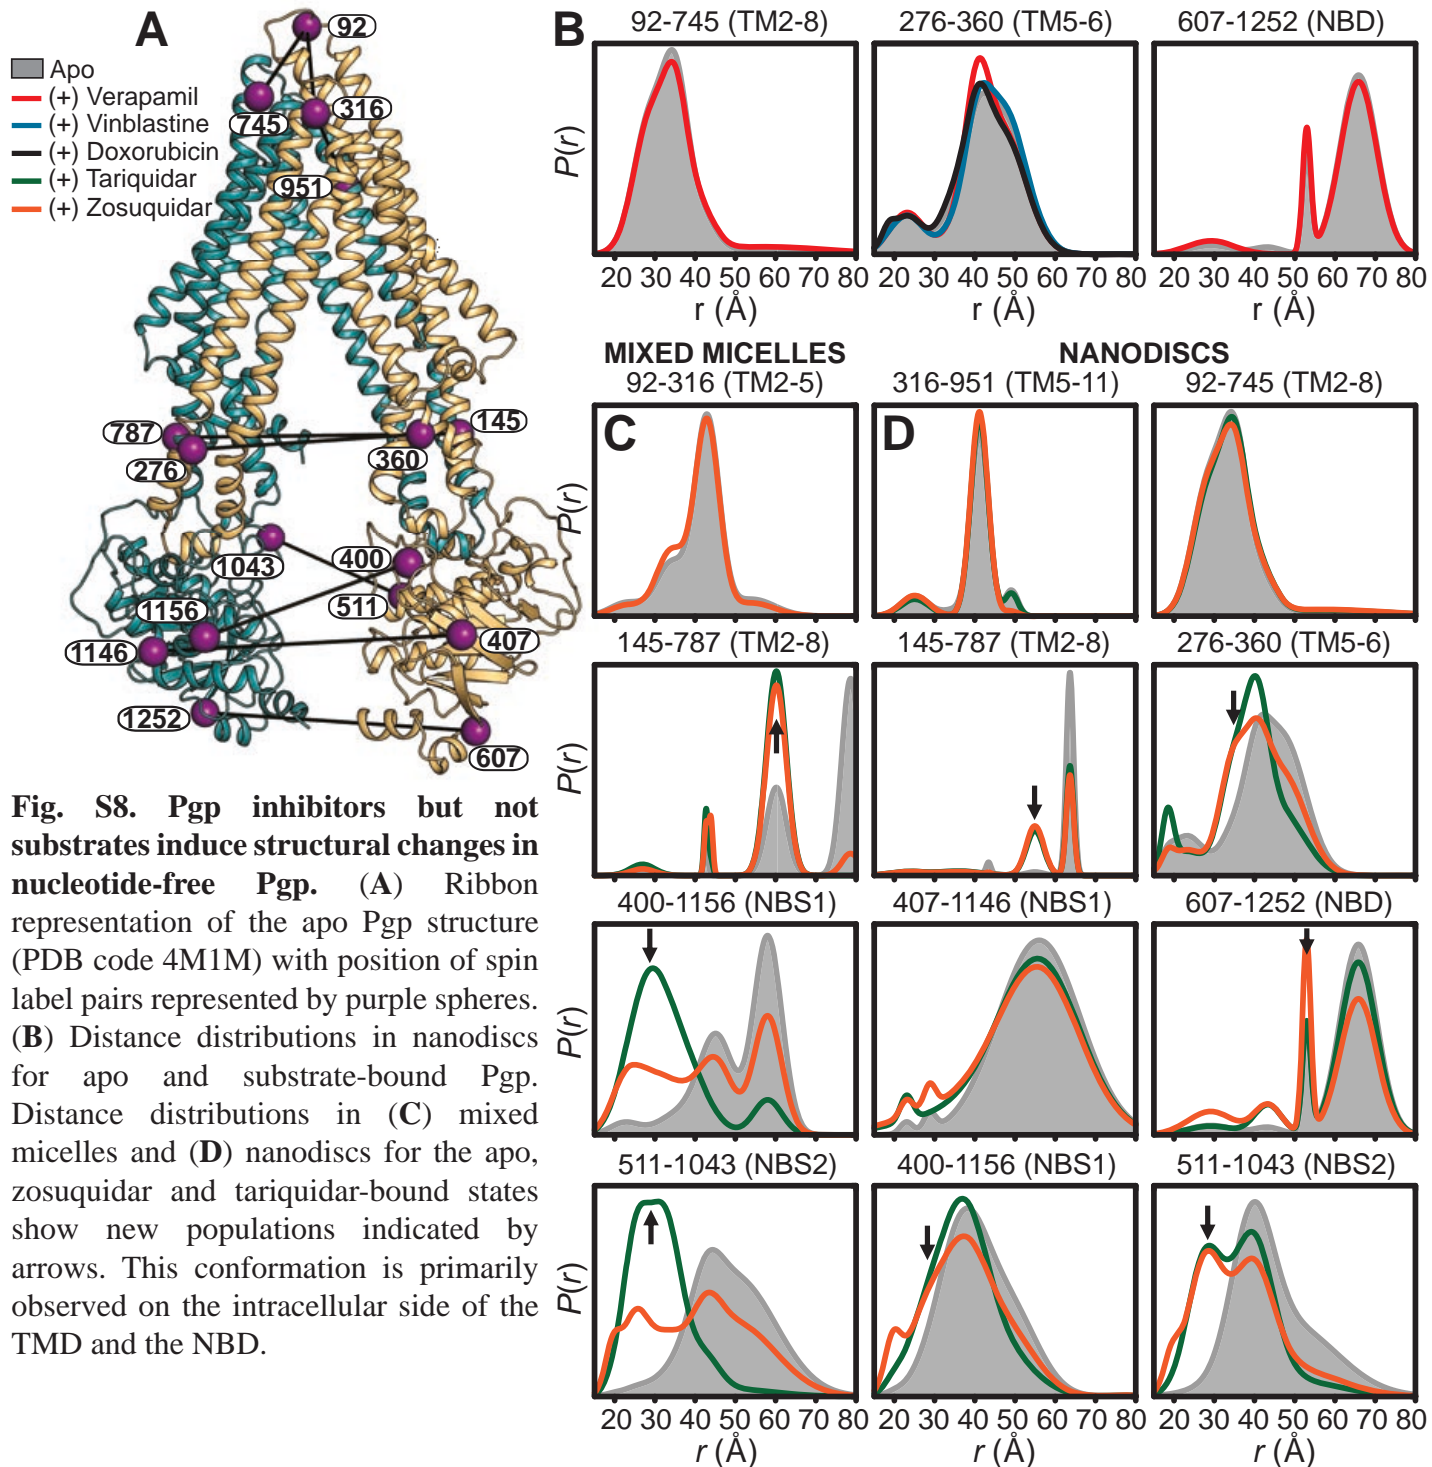 A
92
745
316
951
787
276
360
145
1043
400
511
1156
1146
407
1252
607
Apo
(+) Verapamil
(+) Vinblastine
(+) Doxorubicin
(+) Tariquidar
(+) Zosuquidar
Fig. S8. Pgp inhibitors but not
substrates induce structural changes in
nucleotide-free Pgp. (A) Ribbon
representation of the apo Pgp structure
(PDB code 4M1M) with position of spin
label pairs represented by purple spheres.
(B) Distance distributions in nanodiscs
for apo and substrate-bound Pgp.
Distance distributions in (C) mixed
micelles and (D) nanodiscs for the apo,
zosuquidar and tariquidar-bound states
show new populations indicated by
arrows. This conformation is primarily
observed on the intracellular side of the
TMD and the NBD.
B
92-745 (TM2-8) 276-360 (TM5-6) 607-1252 (NBD)
P(r)
20 30 40 50 60 70 80 20 30 40 50 60 70 80 20 30 40 50 60 70 80
r (Å) r (Å) r (Å)
MIXED MICELLES NANODISCS
92-316 (TM2-5) 316-951 (TM5-11) 92-745 (TM2-8)
C D
P(r)
145-787 (TM2-8) 145-787 (TM2-8) 276-360 (TM5-6)
P(r)
400-1156 (NBS1) 407-1146 (NBS1) 607-1252 (NBD)
P(r)
511-1043 (NBS2) 400-1156 (NBS1) 511-1043 (NBS2)
P(r)
20 30 40 50 60 70 80 20 30 40 50 60 70 80 20 30 40 50 60 70 80
r (Å) r (Å) r (Å)